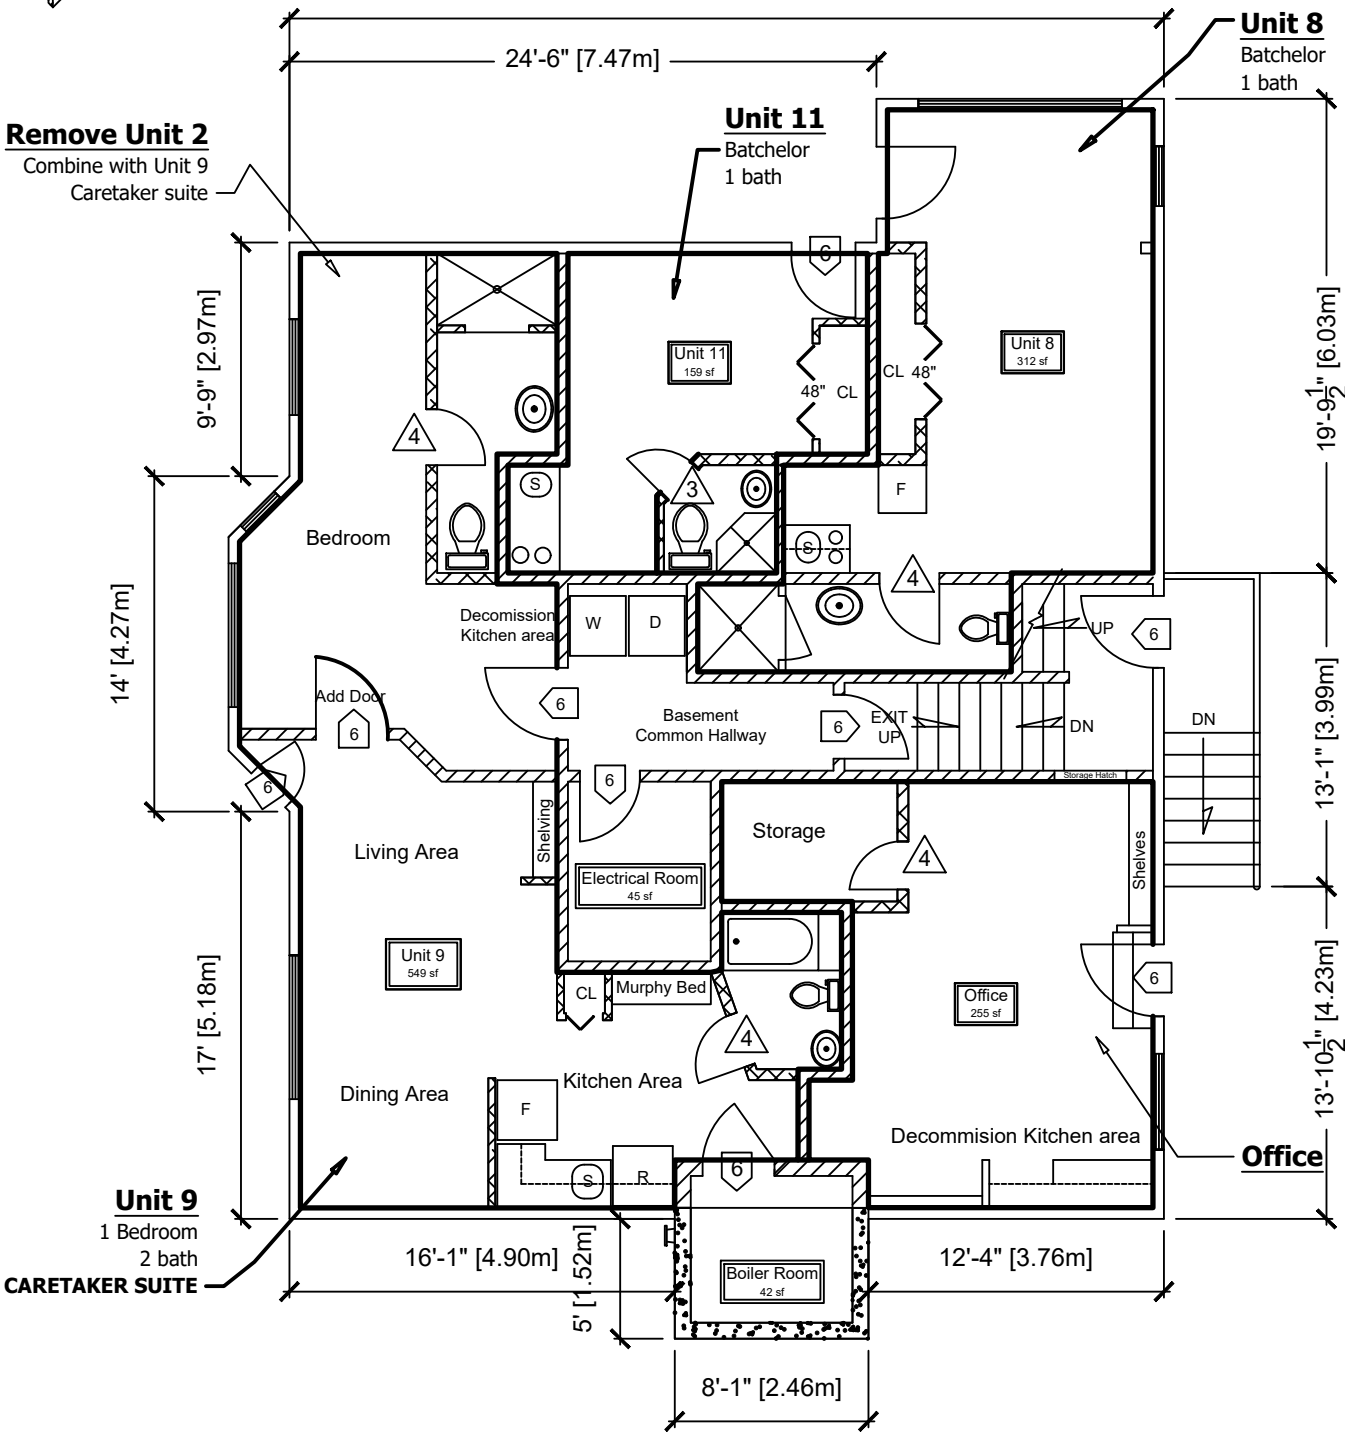 24'-6" [7.47m]
Unit 8
Batchelor
1 bath
Unit 11
Batchelor
1 bath
Remove Unit 2
Combine with Unit 9
Caretaker suite
6
9'-9" [2.97m]
19'-9 1/2" [6.03m]
Unit 11
159 sf
Unit 8
312 sf
48"
CL
CL
48"
4
3
S
F
Bedroom
S
4
14' [4.27m]
Decomission
Kitchen area
W
D
UP
6
Add Door
6
6
Basement
Common Hallway
6
EXIT
UP
DN
DN
13'-1" [3.99m]
6
6
Storage Hatch
Living Area
Shelving
Storage
4
Shelves
Electrical Room
45 sf
Unit 9
549 sf
CL
Murphy Bed
Office
255 sf
6
17' [5.18m]
13'-10 1/2" [4.23m]
4
Dining Area
Kitchen Area
F
Decommision Kitchen area
Office
S
R
6
Unit 9
1 Bedroom
2 bath
CARETAKER SUITE
16'-1" [4.90m]
5' [1.52m]
Boiler Room
42 sf
12'-4" [3.76m]
8'-1" [2.46m]